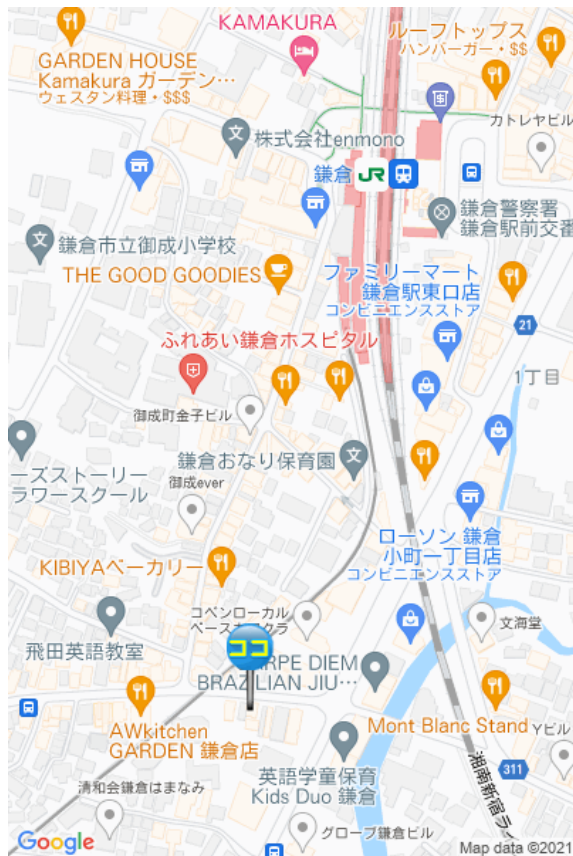 KAMAKURA
ルーフトップス
ハンバーガー・$$
GARDEN HOUSE
Kamakura ガーデン…
ウェスタン料理・$$$
カトレヤビル
株式会社enmono
鎌倉
JR
鎌倉警察署
鎌倉駅前交番
鎌倉市立御成小学校
THE GOOD GOODIES
ファミリーマート
鎌倉駅東口店
コンビニエンスストア
21
ふれあい鎌倉ホスピタル
1丁目
御成町金子ビル
ーズストーリー
ラワースクール
鎌倉おなり保育園
御成ever
ローソン 鎌倉
小町一丁目店
コンビニエンスストア
KIBIYAベーカリー
コベンローカル
ベース
クラ
文海堂
飛田英語教室
ココ
RPE DIEM
BRAZILIAN JIU…
AWkitchen
GARDEN 鎌倉店
Mont Blanc Stand
Yビル
英語学童保育
Kids Duo 鎌倉
311
湘南新宿ラ
清和会鎌倉はまなみ
グローブ鎌倉ビル
Google
Map data ©2021